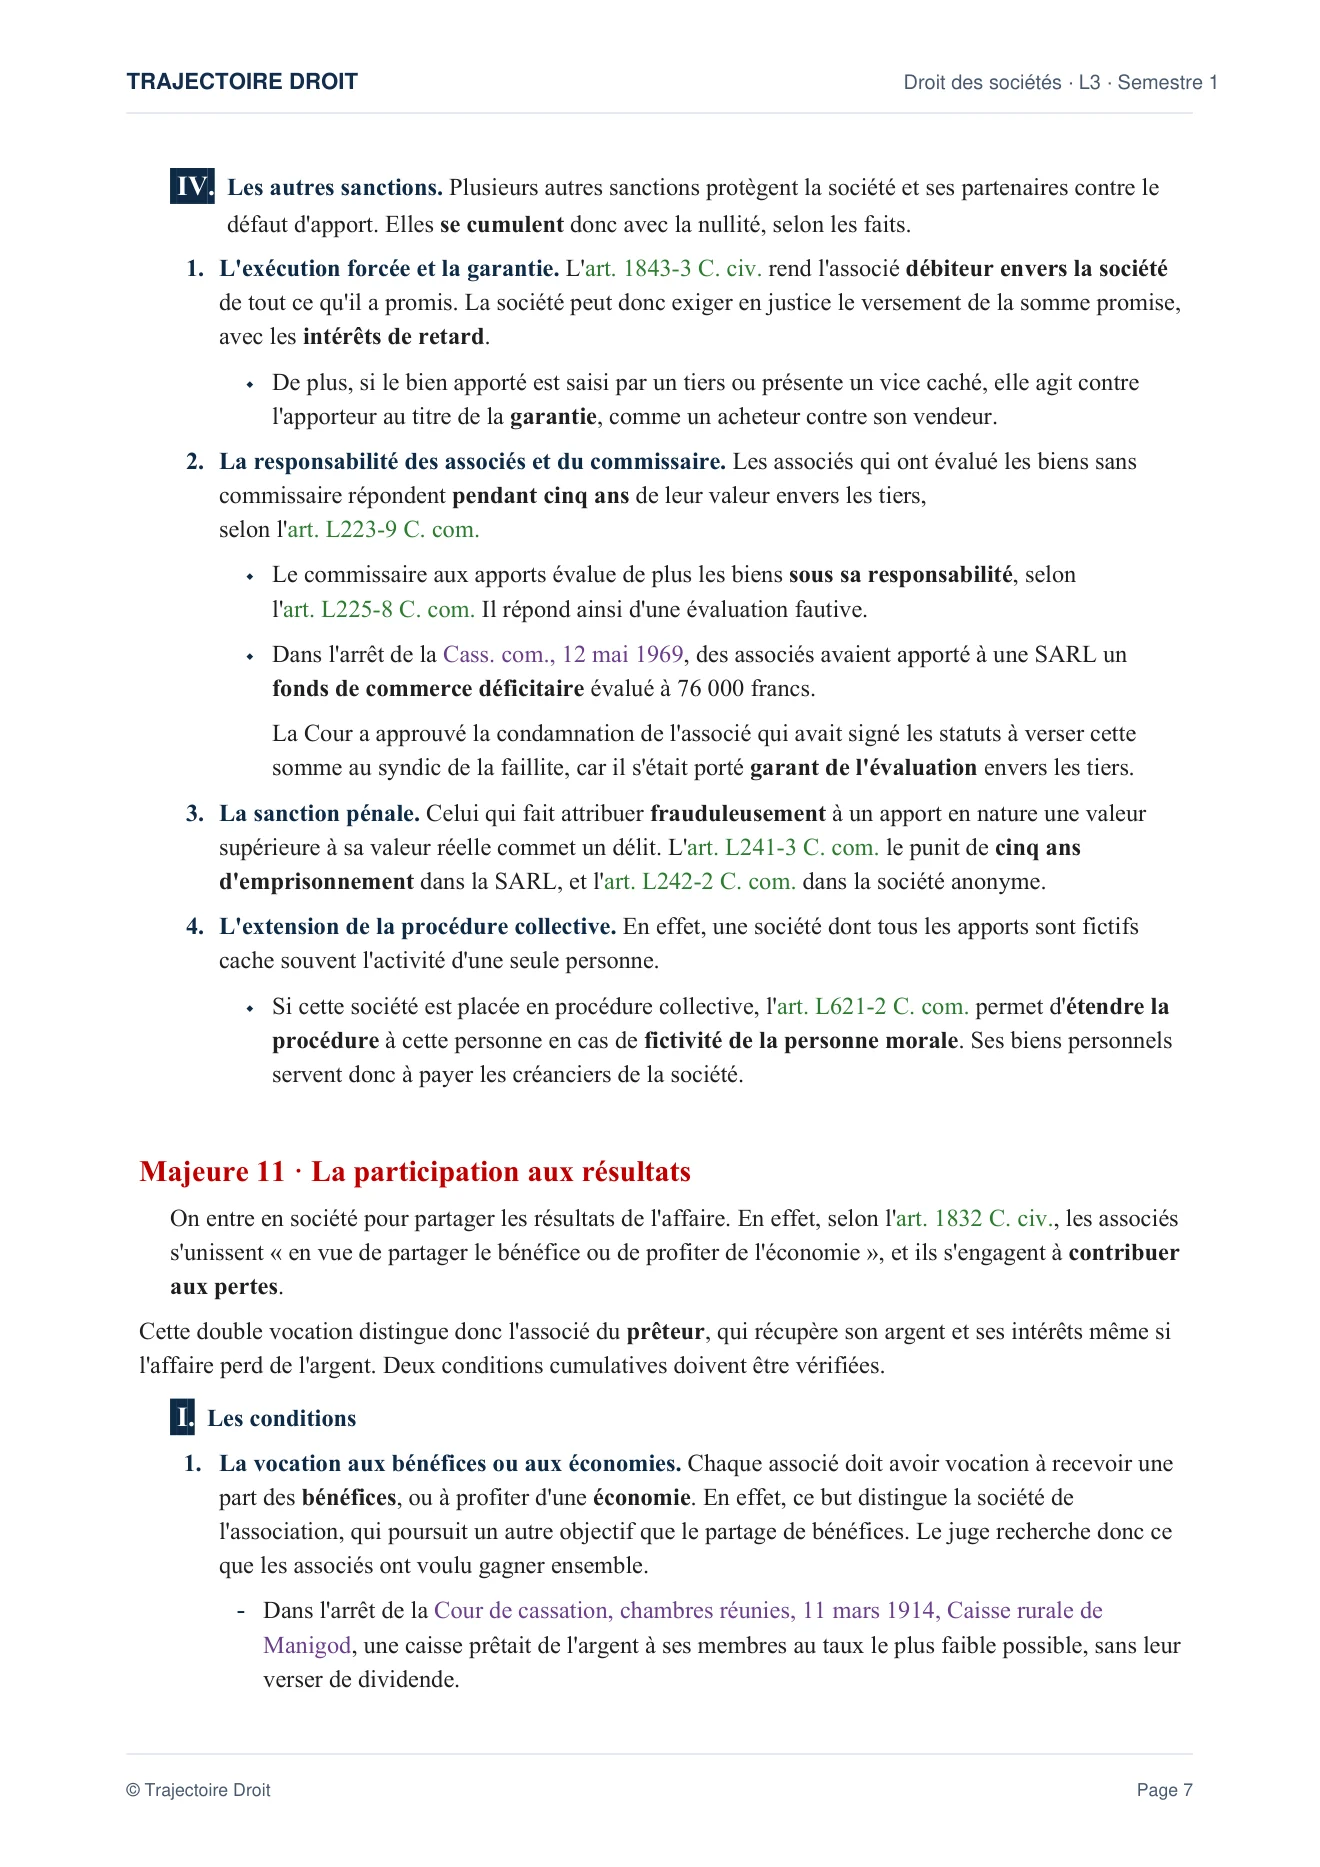 TRAJECTOIRE DROIT
Droit des sociétés · L3 · Semestre 1
IV. Les autres sanctions. Plusieurs autres sanctions protègent la société et ses partenaires contre le
défaut d'apport. Elles se cumulent donc avec la nullité, selon les faits.
1. L'exécution forcée et la garantie. L'art. 1843-3 C. civ. rend l'associé débiteur envers la société
de tout ce qu'il a promis. La société peut donc exiger en justice le versement de la somme promise,
avec les intérêts de retard.
⬩ De plus, si le bien apporté est saisi par un tiers ou présente un vice caché, elle agit contre
l'apporteur au titre de la garantie, comme un acheteur contre son vendeur.
2. La responsabilité des associés et du commissaire. Les associés qui ont évalué les biens sans
commissaire répondent pendant cinq ans de leur valeur envers les tiers,
selon l'art. L223-9 C. com.
⬩ Le commissaire aux apports évalue de plus les biens sous sa responsabilité, selon
l'art. L225-8 C. com. Il répond ainsi d'une évaluation fautive.
⬩ Dans l'arrêt de la Cass. com., 12 mai 1969, des associés avaient apporté à une SARL un
fonds de commerce déficitaire évalué à 76 000 francs.
La Cour a approuvé la condamnation de l'associé qui avait signé les statuts à verser cette
somme au syndic de la faillite, car il s'était porté garant de l'évaluation envers les tiers.
3. La sanction pénale. Celui qui fait attribuer frauduleusement à un apport en nature une valeur
supérieure à sa valeur réelle commet un délit. L'art. L241-3 C. com. le punit de cinq ans
d'emprisonnement dans la SARL, et l'art. L242-2 C. com. dans la société anonyme.
4. L'extension de la procédure collective. En effet, une société dont tous les apports sont fictifs
cache souvent l'activité d'une seule personne.
⬩ Si cette société est placée en procédure collective, l'art. L621-2 C. com. permet d'étendre la
procédure à cette personne en cas de fictivité de la personne morale. Ses biens personnels
servent donc à payer les créanciers de la société.
Majeure 11 · La participation aux résultats
On entre en société pour partager les résultats de l'affaire. En effet, selon l'art. 1832 C. civ., les associés
s'unissent « en vue de partager le bénéfice ou de profiter de l'économie », et ils s'engagent à contribuer
aux pertes.
Cette double vocation distingue donc l'associé du prêteur, qui récupère son argent et ses intérêts même si
l'affaire perd de l'argent. Deux conditions cumulatives doivent être vérifiées.
I. Les conditions
1. La vocation aux bénéfices ou aux économies. Chaque associé doit avoir vocation à recevoir une
part des bénéfices, ou à profiter d'une économie. En effet, ce but distingue la société de
l'association, qui poursuit un autre objectif que le partage de bénéfices. Le juge recherche donc ce
que les associés ont voulu gagner ensemble.
- Dans l'arrêt de la Cour de cassation, chambres réunies, 11 mars 1914, Caisse rurale de
Manigod, une caisse prêtait de l'argent à ses membres au taux le plus faible possible, sans leur
verser de dividende.
© Trajectoire Droit
Page 7